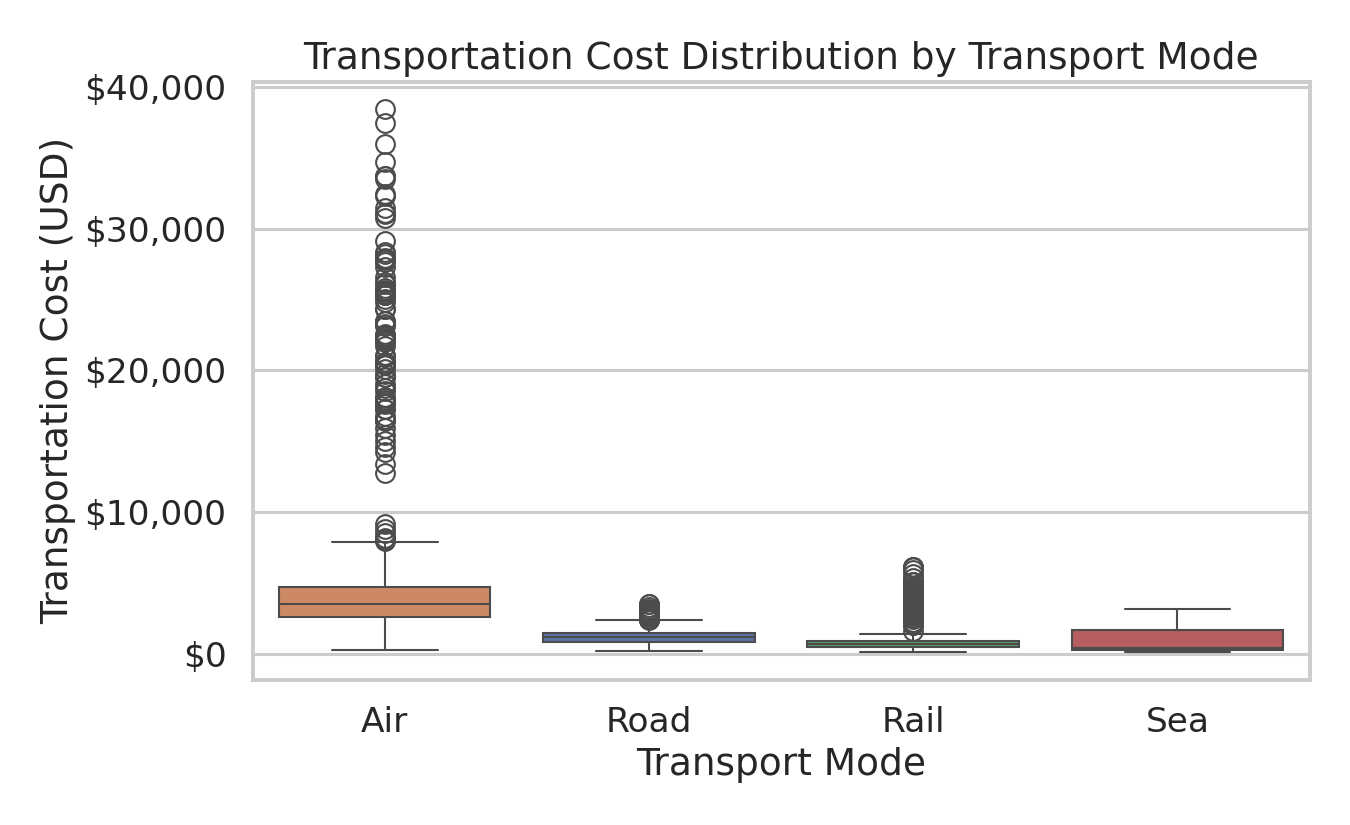 Transportation Cost Distribution by Transport Mode
Transportation Cost (USD)
$40,000
$30,000
$20,000
$10,000
$0
Air
Road
Rail
Sea
Transport Mode